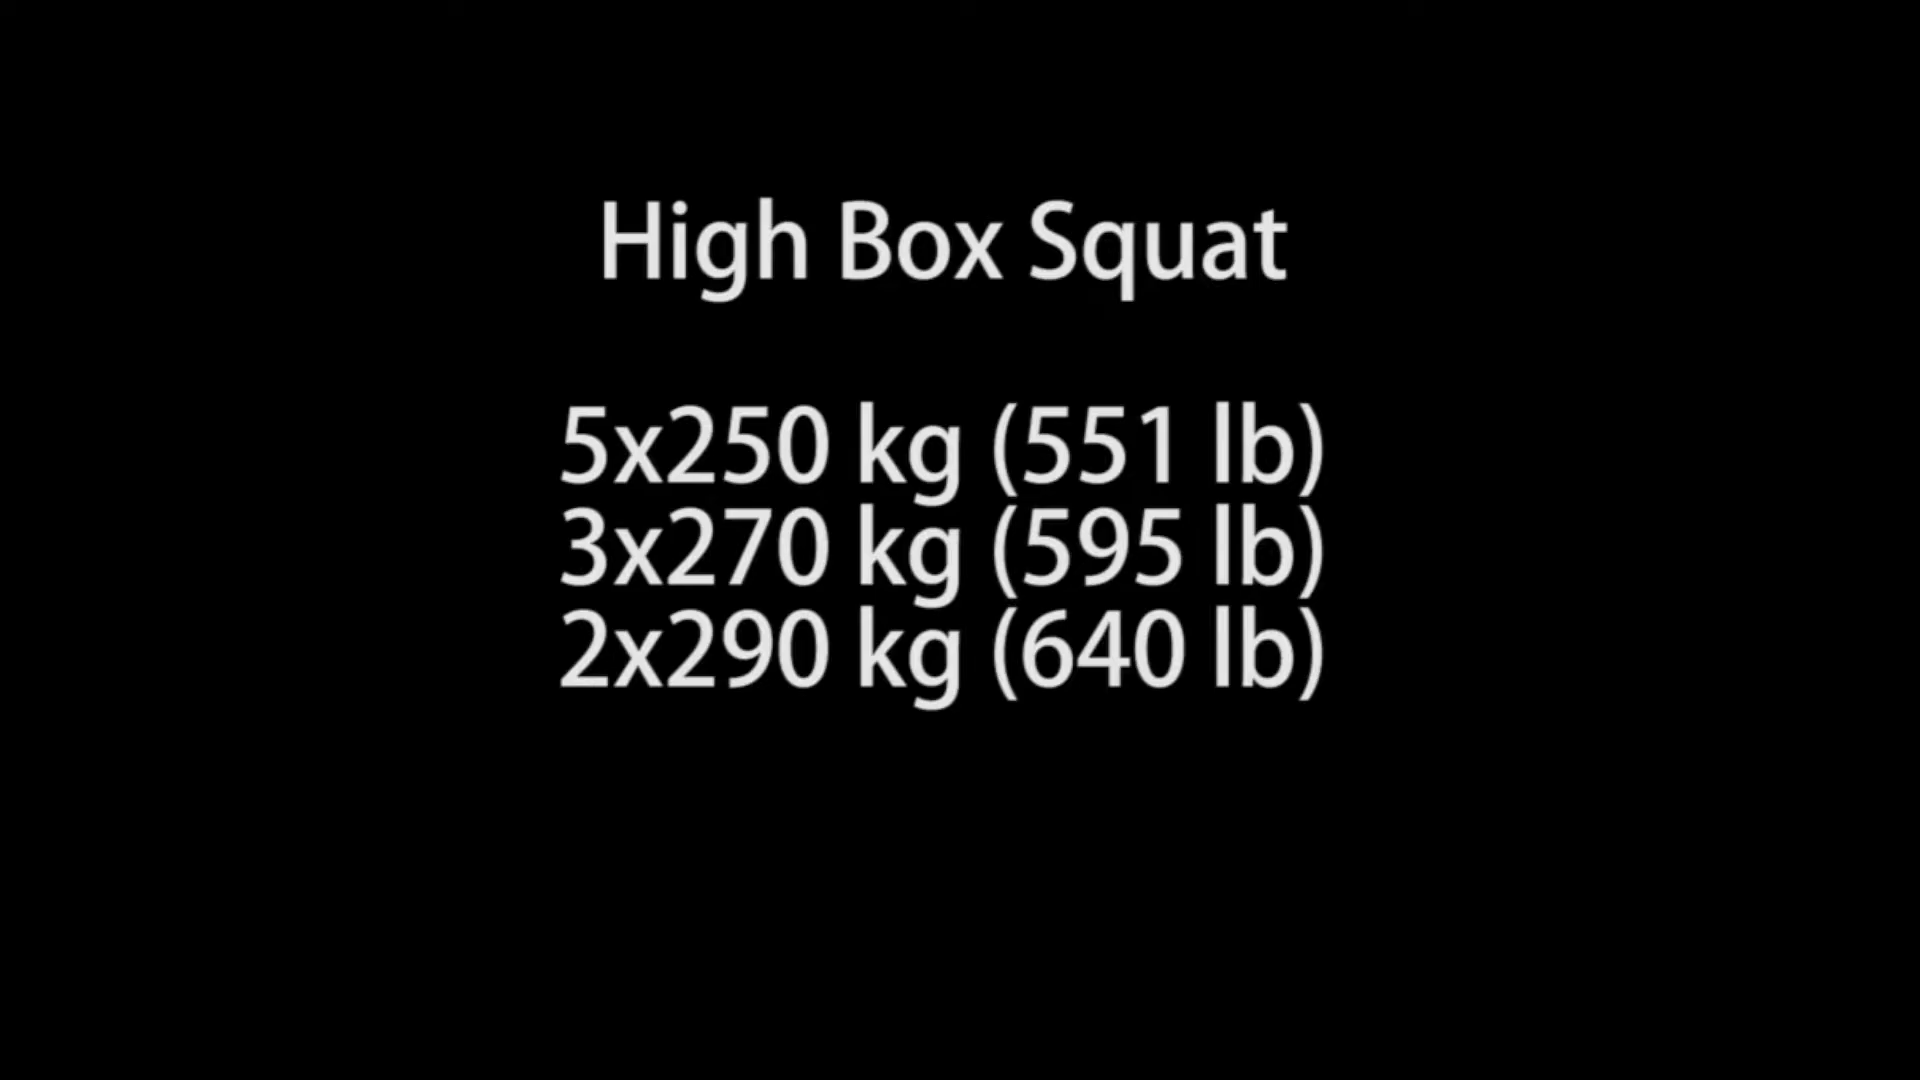 High Box Squat
5x250 kg (551 lb)
3x270 kg (595 lb)
2x290 kg (640 lb)